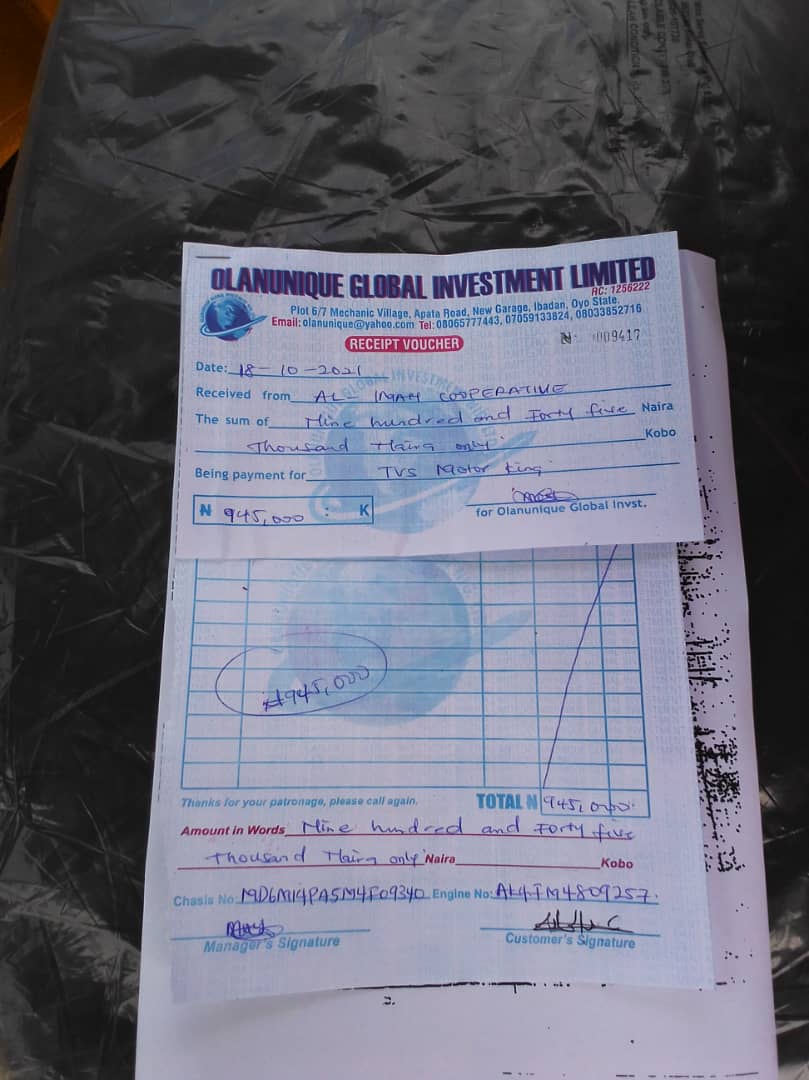 OLANUNIQUE GLOBAL INVESTMENT LIMITED
RC: 1256222
Plot 6/7 Mechanic Village, Apata Road, New Garage, Ibadan, Oyo State.
Email: olanunique@yahoo.com Tel: 08065777443, 07059133824, 08033852716
RECEIPT VOUCHER
№ 009417
Date: 18-10-2021
Received from AL-IMAM COOPERATIVE
The sum of Nine hundred and Forty five Naira
Thousand Naira only Kobo
Being payment for TVS Motor King
₦ 945,000 : K
for Olanunique Global Invst.
₦945,000
Thanks for your patronage, please call again. TOTAL ₦ 945,000
Amount in Words Nine hundred and Forty five
Thousand Naira only Naira Kobo
Chasis No: MD6M14PA5M4F09340 Engine No: AK4FM4809257
Manager's Signature Customer's Signature